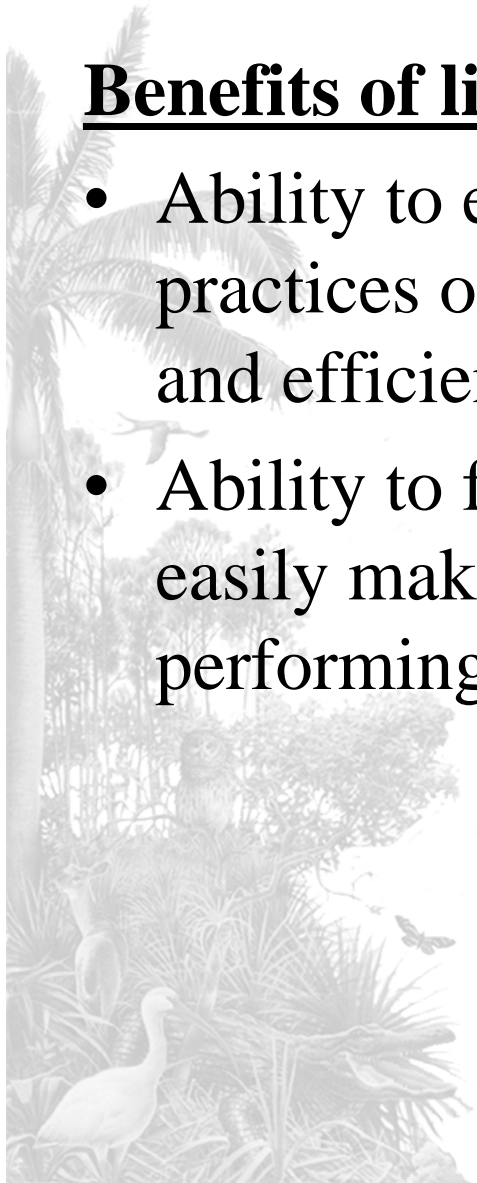 Benefits of li
• Ability to e
practices o
and efficie
• Ability to f
easily mak
performing